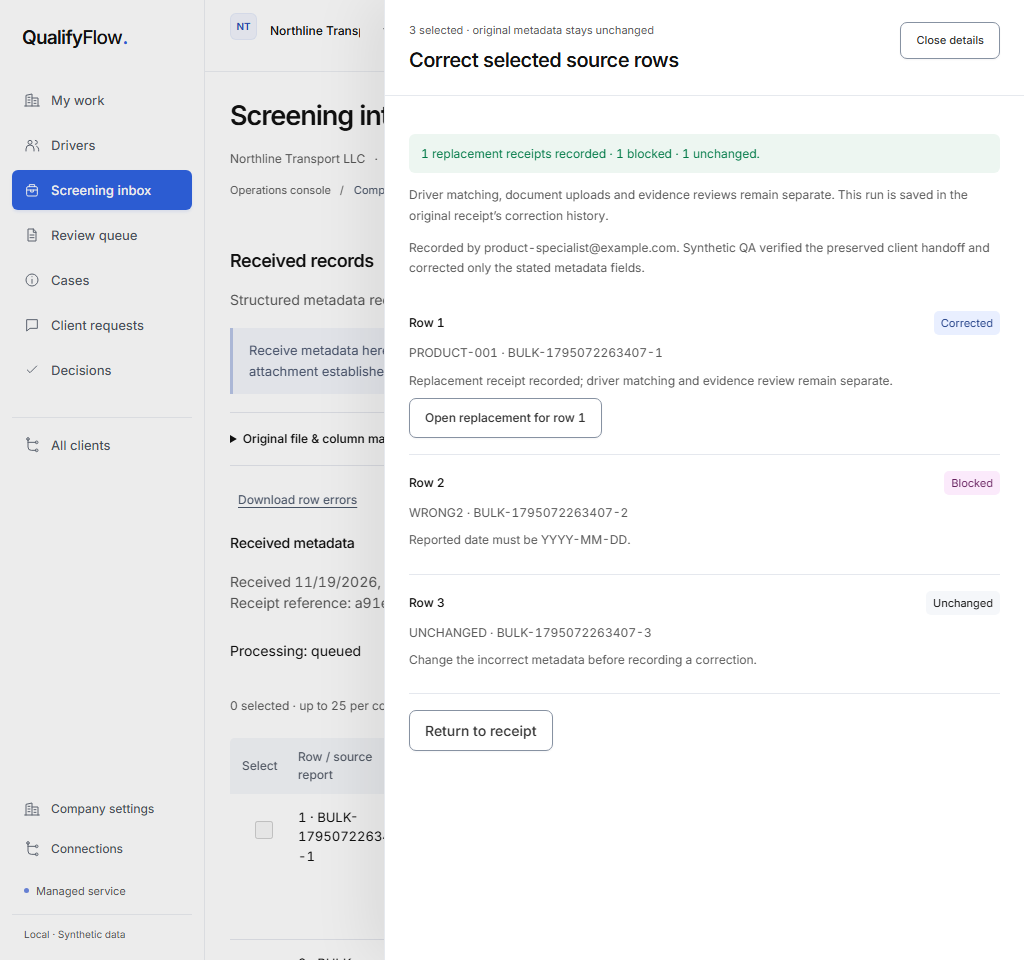 QualifyFlow.
My work
Drivers
Screening inbox
Review queue
Cases
Client requests
Decisions
All clients
Company settings
Connections
Managed service
Local · Synthetic data
NT
Northline Trans
Screening in
Northline Transport LLC ·
Operations console / Comp
Received records
Structured metadata re
Receive metadata here
attachment establishe
Original file & column ma
Download row errors
Received metadata
Received 11/19/2026,
Receipt reference: a91e
Processing: queued
0 selected · up to 25 per co
Select
Row / source
report
1 · BULK-
1795072263
-1
3 selected · original metadata stays unchanged
Correct selected source rows
Close details
1 replacement receipts recorded · 1 blocked · 1 unchanged.
Driver matching, document uploads and evidence reviews remain separate. This run is saved in the
original receipt’s correction history.
Recorded by product-specialist@example.com. Synthetic QA verified the preserved client handoff and
corrected only the stated metadata fields.
Row 1
Corrected
PRODUCT-001 · BULK-1795072263407-1
Replacement receipt recorded; driver matching and evidence review remain separate.
Open replacement for row 1
Row 2
Blocked
WRONG2 · BULK-1795072263407-2
Reported date must be YYYY-MM-DD.
Row 3
Unchanged
UNCHANGED · BULK-1795072263407-3
Change the incorrect metadata before recording a correction.
Return to receipt